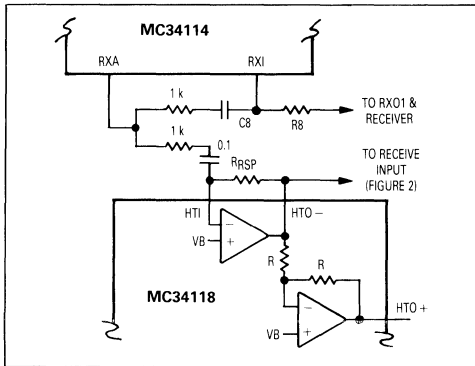 MC34114
RXA
RXI
1 k
C8
R8
TO RXO1 &
RECEIVER
1 k
0.1
RRSP
TO RECEIVE
INPUT
(FIGURE 2)
HTI
HTO −
−
VB
+
R
R
MC34118
−
HTO +
VB
+